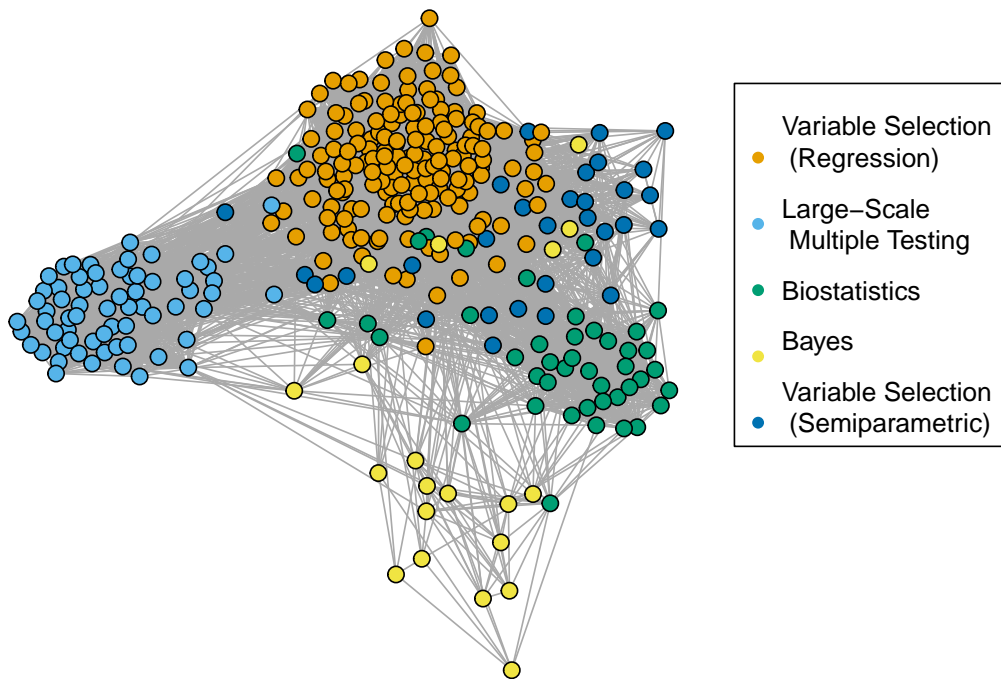 Variable Selection
(Regression)
Large−Scale
Multiple Testing
Biostatistics
Bayes
Variable Selection
(Semiparametric)